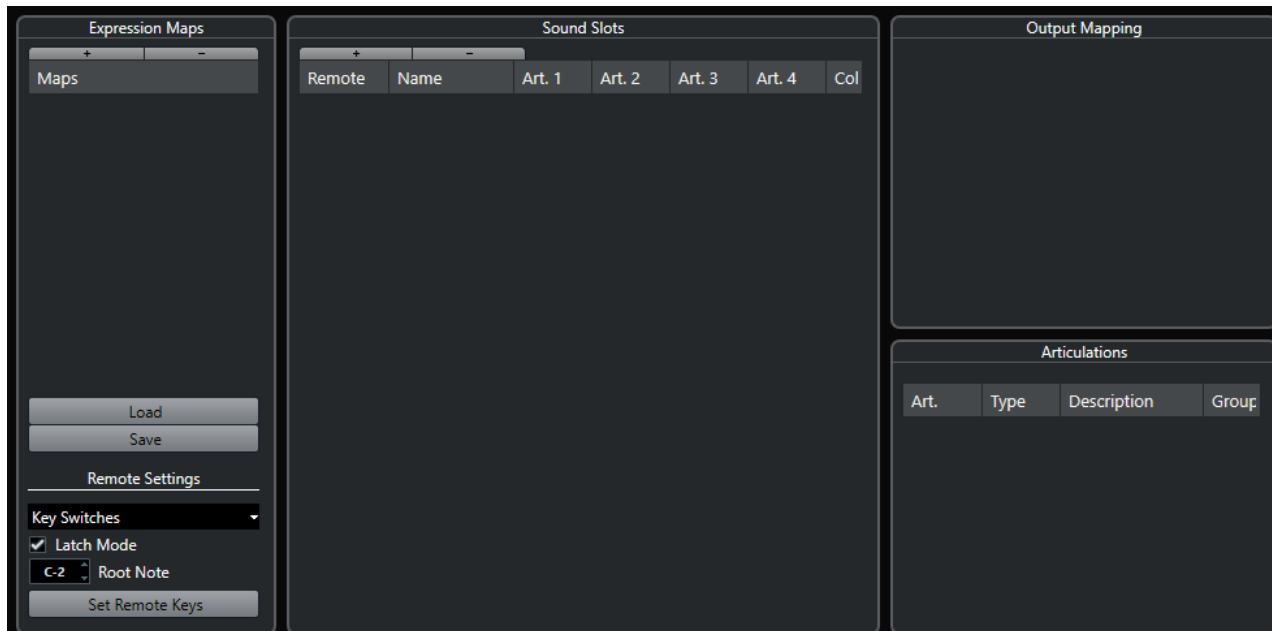 Expression Maps
+ -
Maps
Load
Save
Remote Settings
Key Switches
Latch Mode
C-2 Root Note
Set Remote Keys
Sound Slots
+ -
Remote Name Art. 1 Art. 2 Art. 3 Art. 4 Col
Output Mapping
Articulations
Art. Type Description Group